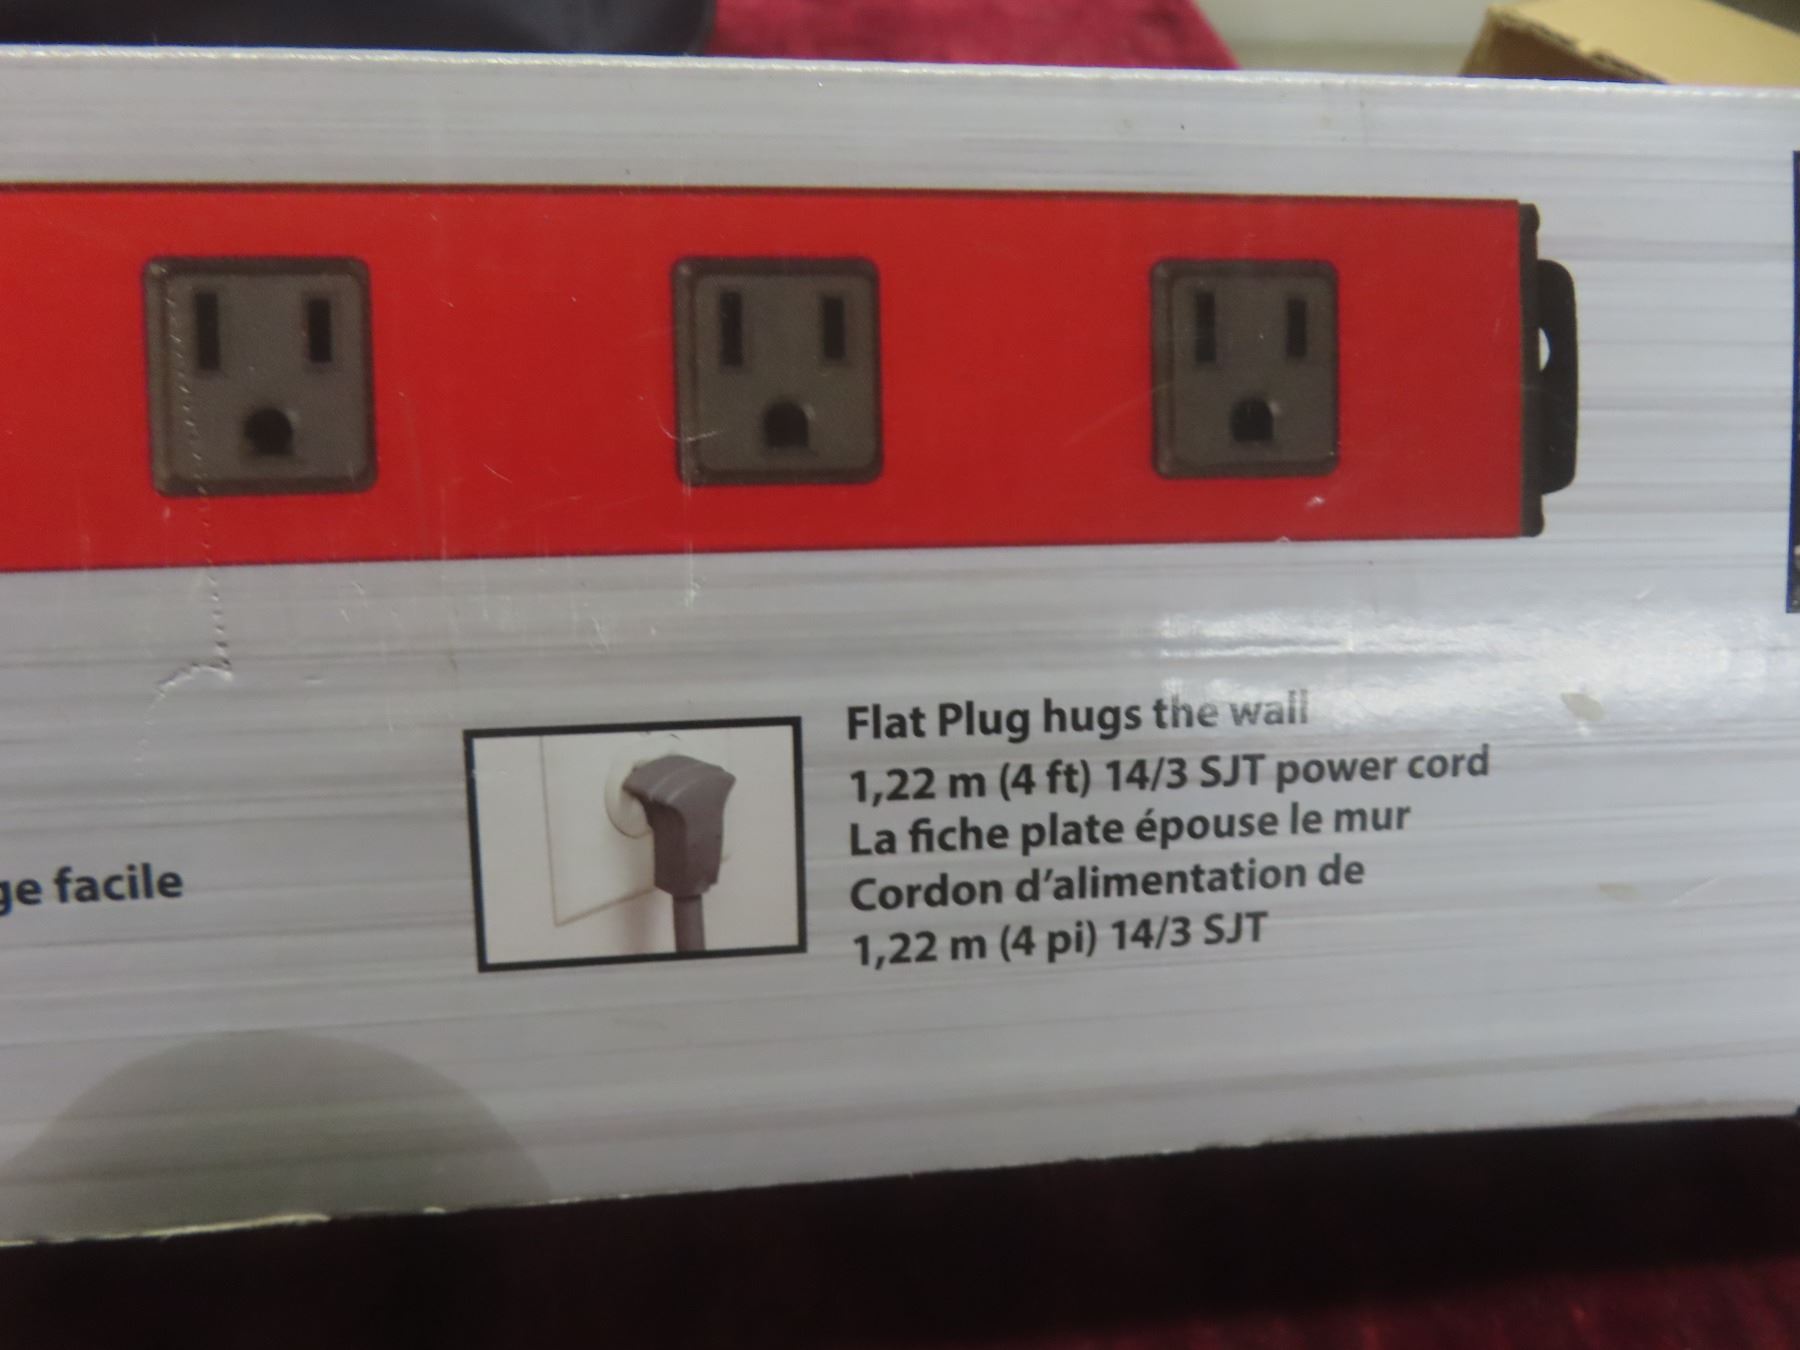 ge facile
Flat Plug hugs the wall
1,22 m (4 ft) 14/3 SJT power cord
La fiche plate épouse le mur
Cordon d'alimentation de
1,22 m (4 pi) 14/3 SJT